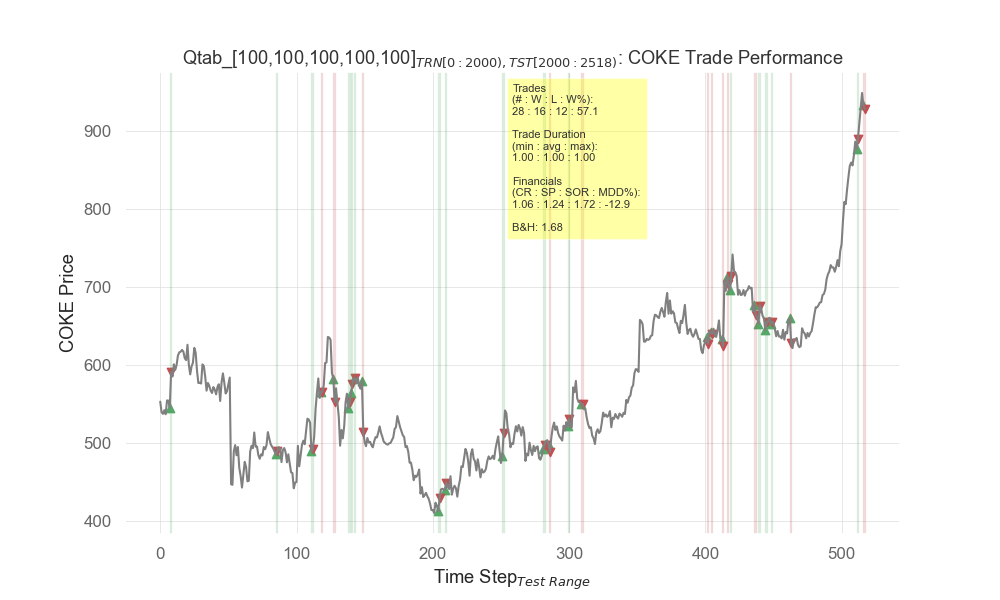 Qtab_[100,100,100,100,100]TRN[0 : 2000), TST[2000 : 2518): COKE Trade Performance
Trades
(# : W : L : W%):
28 : 16 : 12 : 57.1
Trade Duration
(min : avg : max):
1.00 : 1.00 : 1.00
Financials
(CR : SP : SOR : MDD%):
1.06 : 1.24 : 1.72 : -12.9
B&H: 1.68
COKE Price
900
800
700
600
500
400
0 100 200 300 400 500
Time StepTest Range